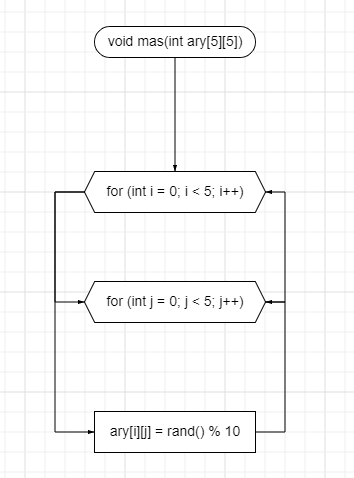 void mas(int ary[5][5])
for (int i = 0; i < 5; i++)
for (int j = 0; j < 5; j++)
ary[i][j] = rand() % 10